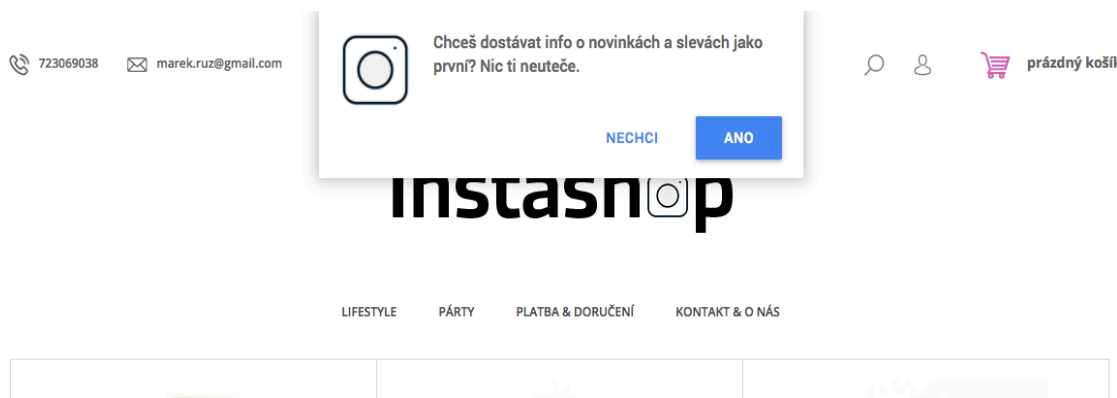 723069038
marek.ruz@gmail.com
Chceš dostávat info o novinkách a slevách jako
první? Nic ti neuteče.
NECHCI
ANO
prázdný košík
instashop
LIFESTYLE
PÁRTY
PLATBA & DORUČENÍ
KONTAKT & O NÁS